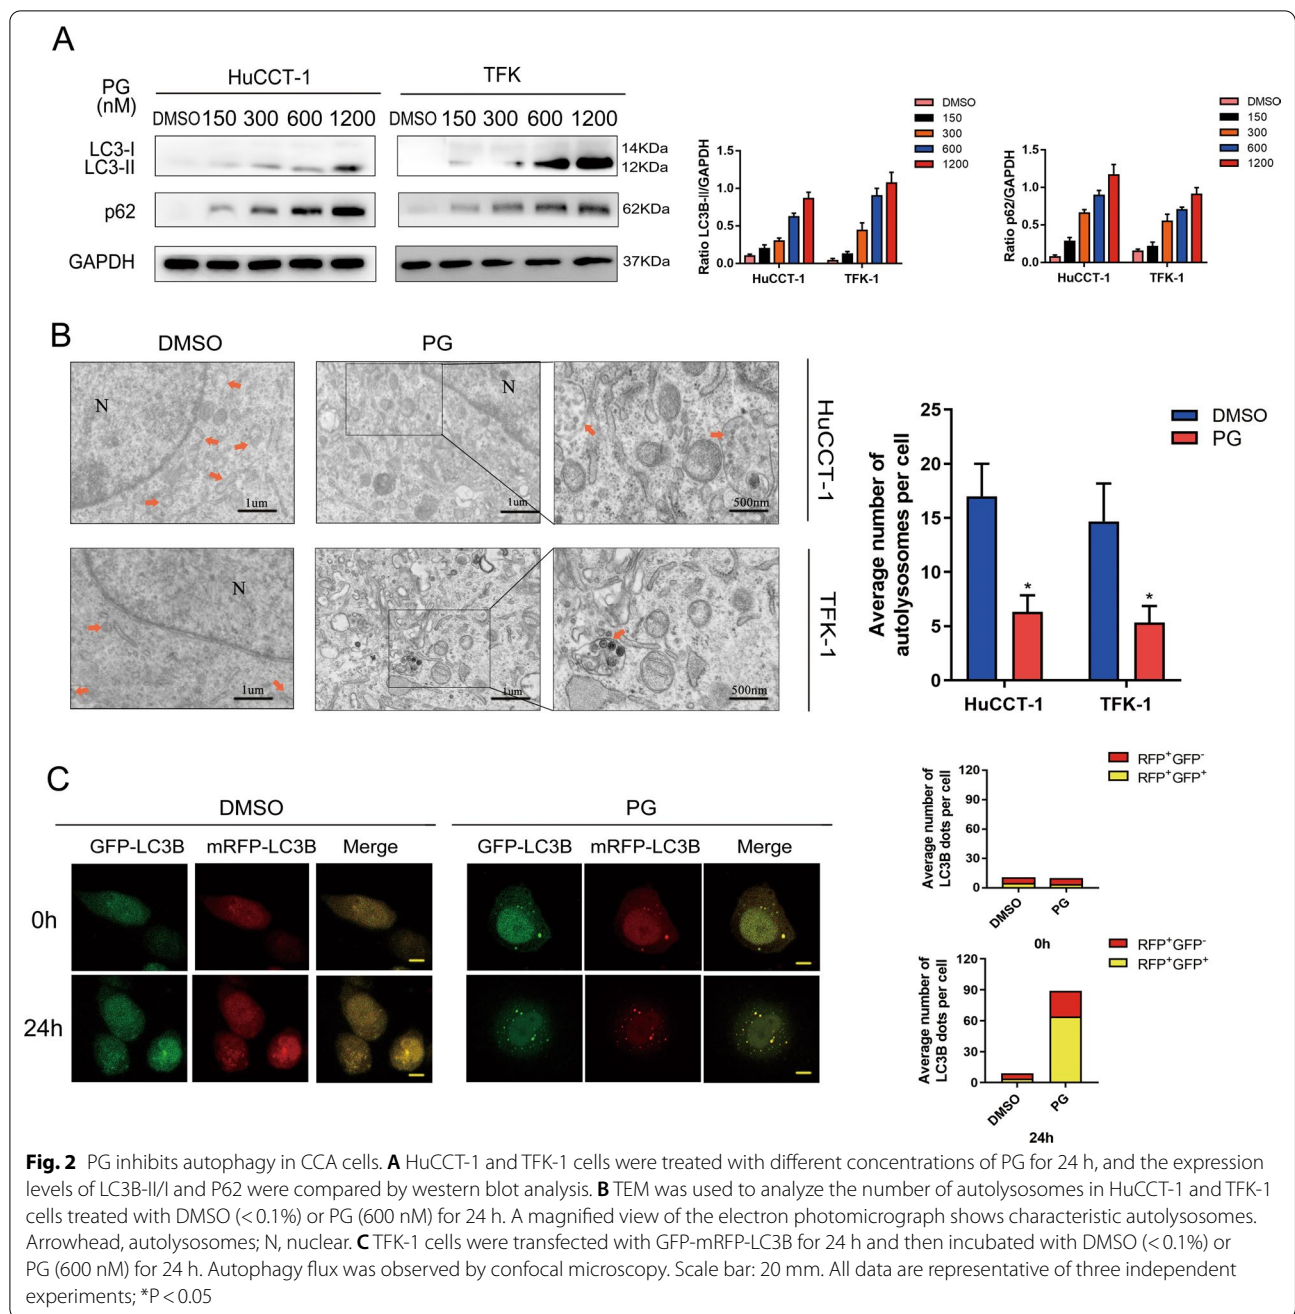 A
PG
(nM)
HuCCT-1
TFK
DMSO 150 300 600 1200
DMSO 150 300 600 1200
LC3-I
LC3-II
14KDa
12KDa
p62
62KDa
GAPDH
37KDa
Ratio LC3B-II/GAPDH
1.5
1.0
0.5
0.0
HuCCT-1
TFK-1
DMSO
150
300
600
1200
Ratio p62/GAPDH
1.5
1.0
0.5
0.0
HuCCT-1
TFK-1
DMSO
150
300
600
1200
B
DMSO
PG
N
1um
N
1um
500nm
HuCCT-1
N
1um
1um
500nm
TFK-1
Average number of
autolysosomes per cell
25
20
15
10
5
0
*
*
HuCCT-1
TFK-1
DMSO
PG
C
DMSO
PG
GFP-LC3B
mRFP-LC3B
Merge
GFP-LC3B
mRFP-LC3B
Merge
0h
24h
Average number of
LC3B dots per cell
120
90
60
30
0
DMSO
PG
0h
RFP+GFP-
RFP+GFP+
Average number of
LC3B dots per cell
120
90
60
30
0
DMSO
PG
24h
RFP+GFP-
RFP+GFP+
Fig. 2 PG inhibits autophagy in CCA cells. A HuCCT-1 and TFK-1 cells were treated with different concentrations of PG for 24 h, and the expression
levels of LC3B-II/I and P62 were compared by western blot analysis. B TEM was used to analyze the number of autolysosomes in HuCCT-1 and TFK-1
cells treated with DMSO (<0.1%) or PG (600 nM) for 24 h. A magnified view of the electron photomicrograph shows characteristic autolysosomes.
Arrowhead, autolysosomes; N, nuclear. C TFK-1 cells were transfected with GFP-mRFP-LC3B for 24 h and then incubated with DMSO (<0.1%) or
PG (600 nM) for 24 h. Autophagy flux was observed by confocal microscopy. Scale bar: 20 mm. All data are representative of three independent
experiments; *P < 0.05